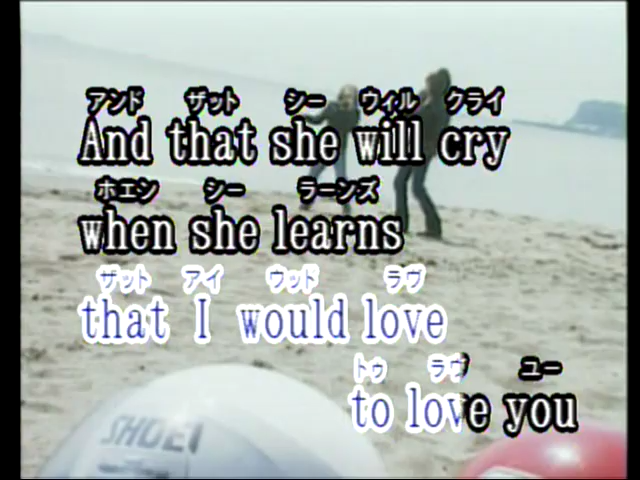 アンド ザット シー ウィル クライ
And that she will cry
ホエン シー ラーンズ
when she learns
ザット アイ ウッド ラヴ
that I would love
トゥ ラヴ ユー
to love you
SHOEI